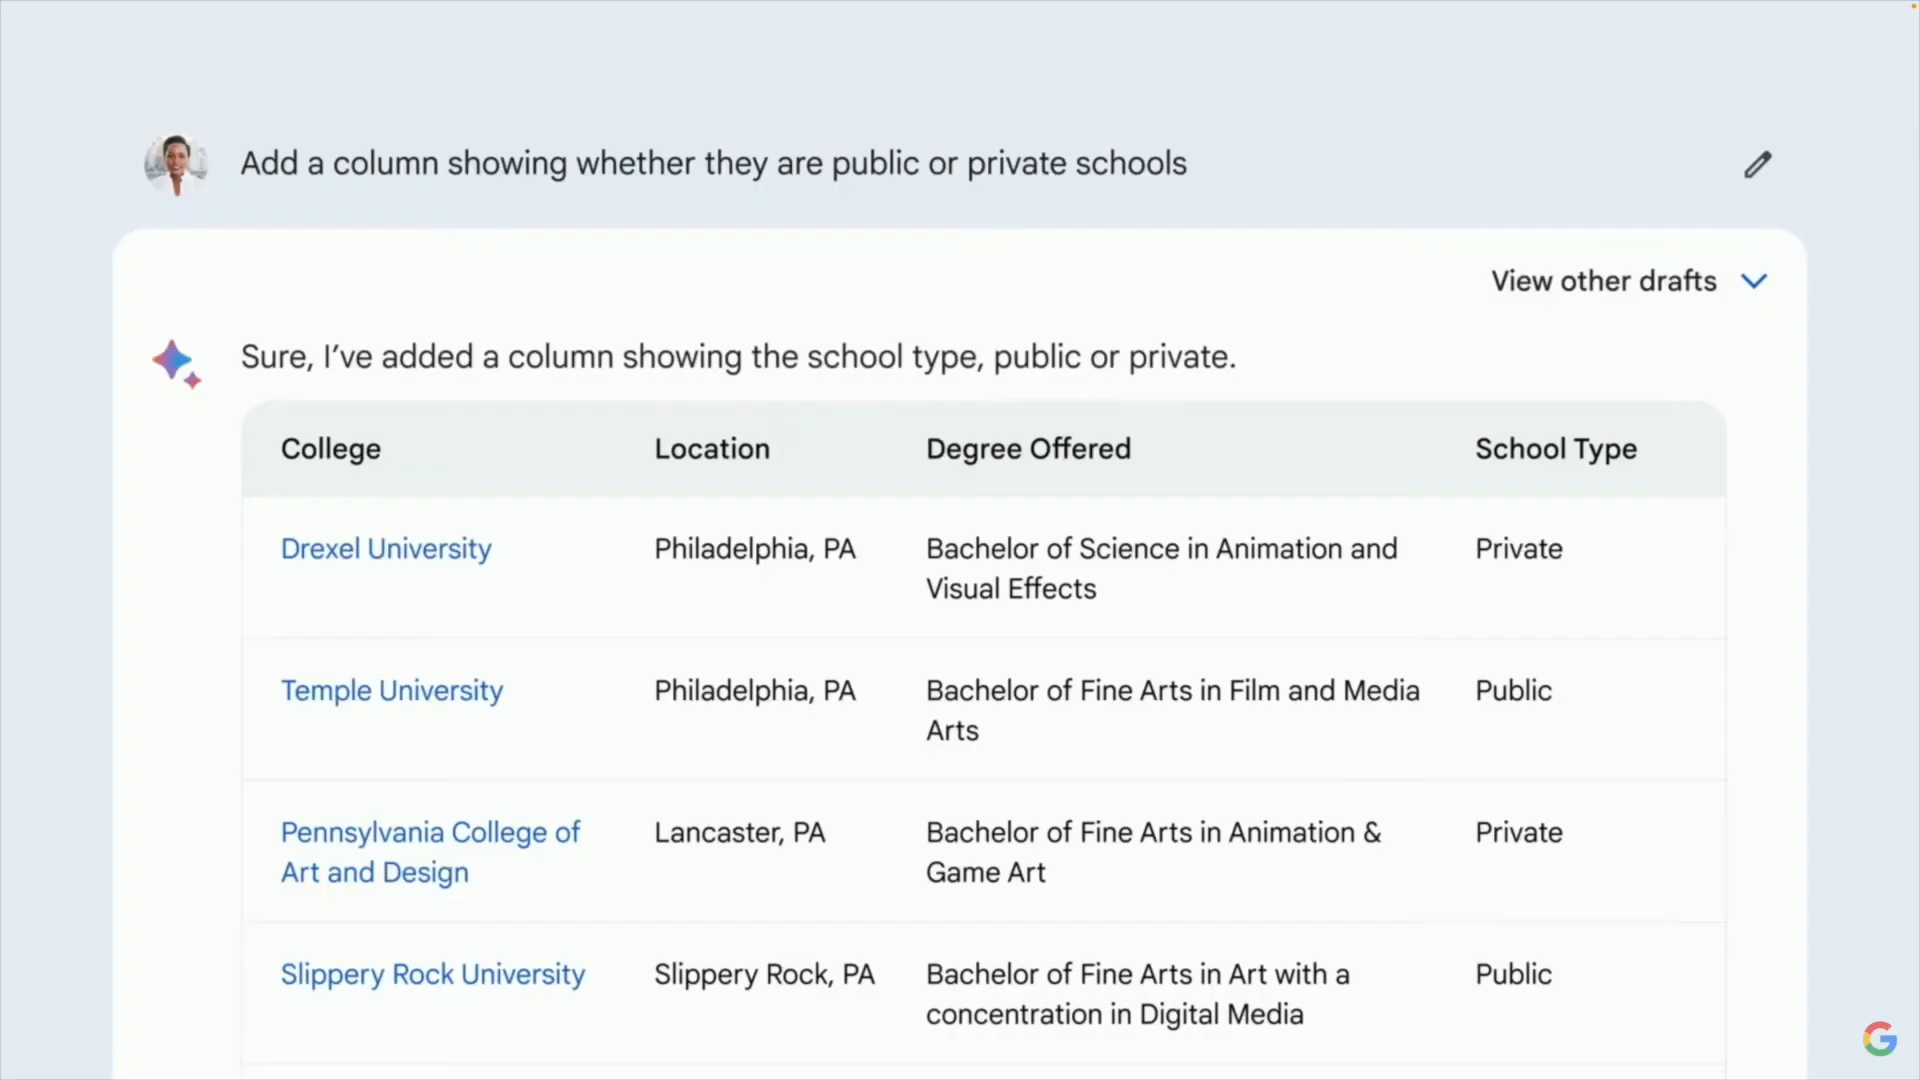 Add a column showing whether they are public or private schools
View other drafts
Sure, I’ve added a column showing the school type, public or private.
College Location Degree Offered School Type
Drexel University Philadelphia, PA Bachelor of Science in Animation and Private
Visual Effects
Temple University Philadelphia, PA Bachelor of Fine Arts in Film and Media Public
Arts
Pennsylvania College of Lancaster, PA Bachelor of Fine Arts in Animation & Private
Art and Design Game Art
Slippery Rock University Slippery Rock, PA Bachelor of Fine Arts in Art with a Public
concentration in Digital Media